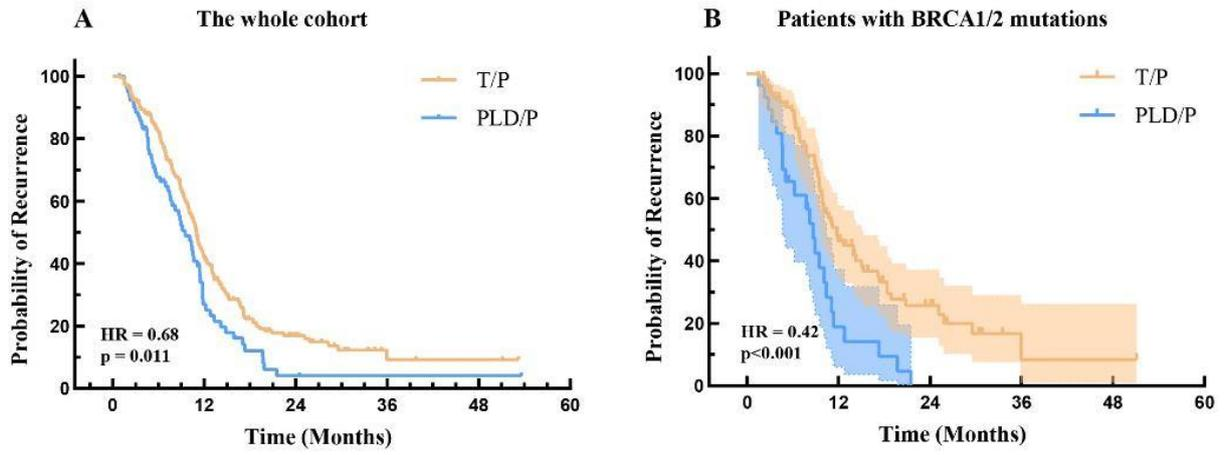 A
The whole cohort
T/P
PLD/P
Probability of Recurrence
100
80
60
40
20
0
HR = 0.68
p = 0.011
0 12 24 36 48 60
Time (Months)
B
Patients with BRCA1/2 mutations
T/P
PLD/P
Probability of Recurrence
100
80
60
40
20
0
HR = 0.42
p<0.001
0 12 24 36 48 60
Time (Months)